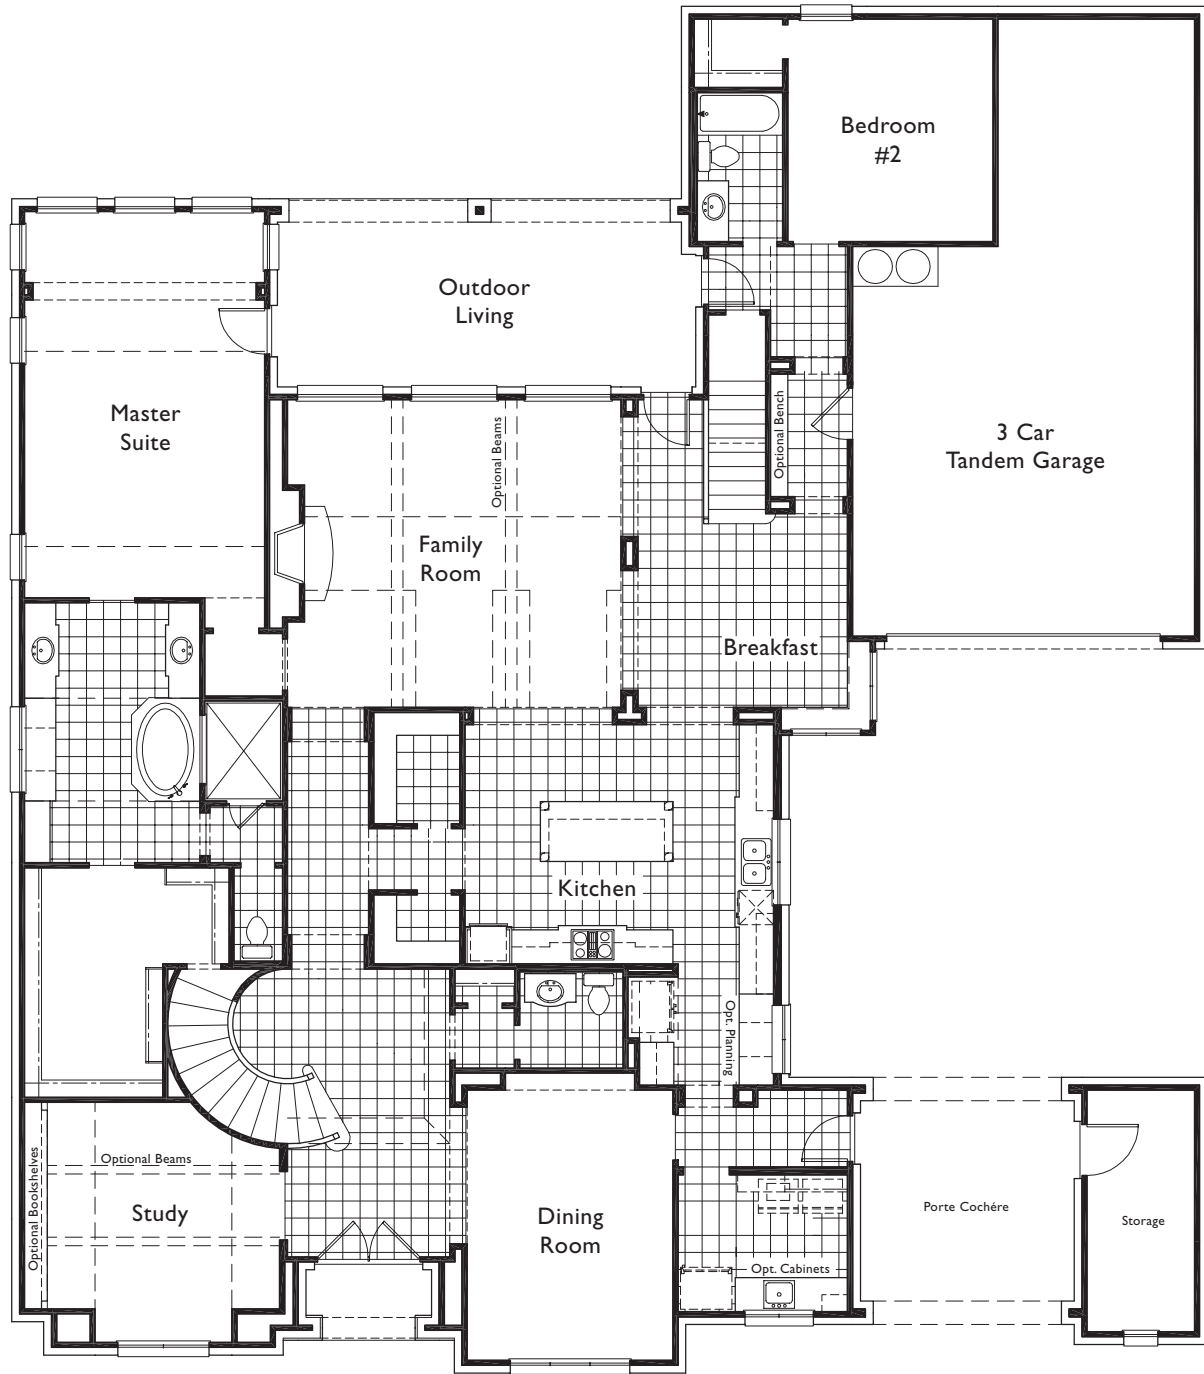 Bedroom
#2
Outdoor
Living
Master
Suite
Optional Beams
Optional Bench
3 Car
Tandem Garage
Family
Room
Breakfast
Kitchen
Opt. Planning
Optional Bookshelves
Optional Beams
Study
Dining
Room
Opt. Cabinets
Porte Cochére
Storage